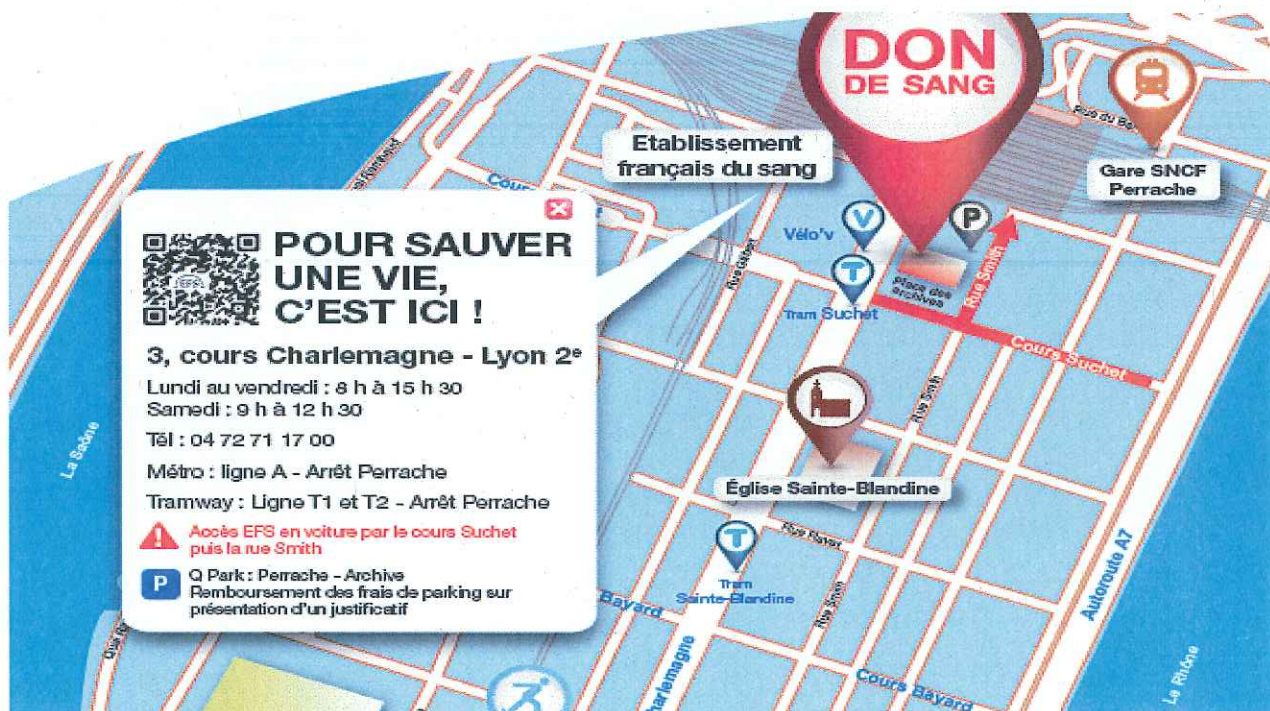 DON
DE SANG
Etablissement
français du sang
Gare SNCF
Perrache
Vélo'v
P
V
T
Tram Suchet
Place des
archives
Rue Smith
Cours Suchet
POUR SAUVER
UNE VIE,
C'EST ICI !
3, cours Charlemagne - Lyon 2e
Lundi au vendredi : 8 h à 15 h 30
Samedi : 9 h à 12 h 30
Tél : 04 72 71 17 00
Métro : ligne A - Arrêt Perrache
Tramway : Ligne T1 et T2 - Arrêt Perrache
Accès EFS en voiture par le cours Suchet
puis la rue Smith
P
Q Park : Perrache - Archive
Remboursement des frais de parking sur
présentation d'un justificatif
La Saône
Rue Smith
Église Sainte-Blandine
T
Tram
Sainte-Blandine
Rue Smith
Autoroute A7
Bayard
Cours Bayard
harlemagne
La Rhône